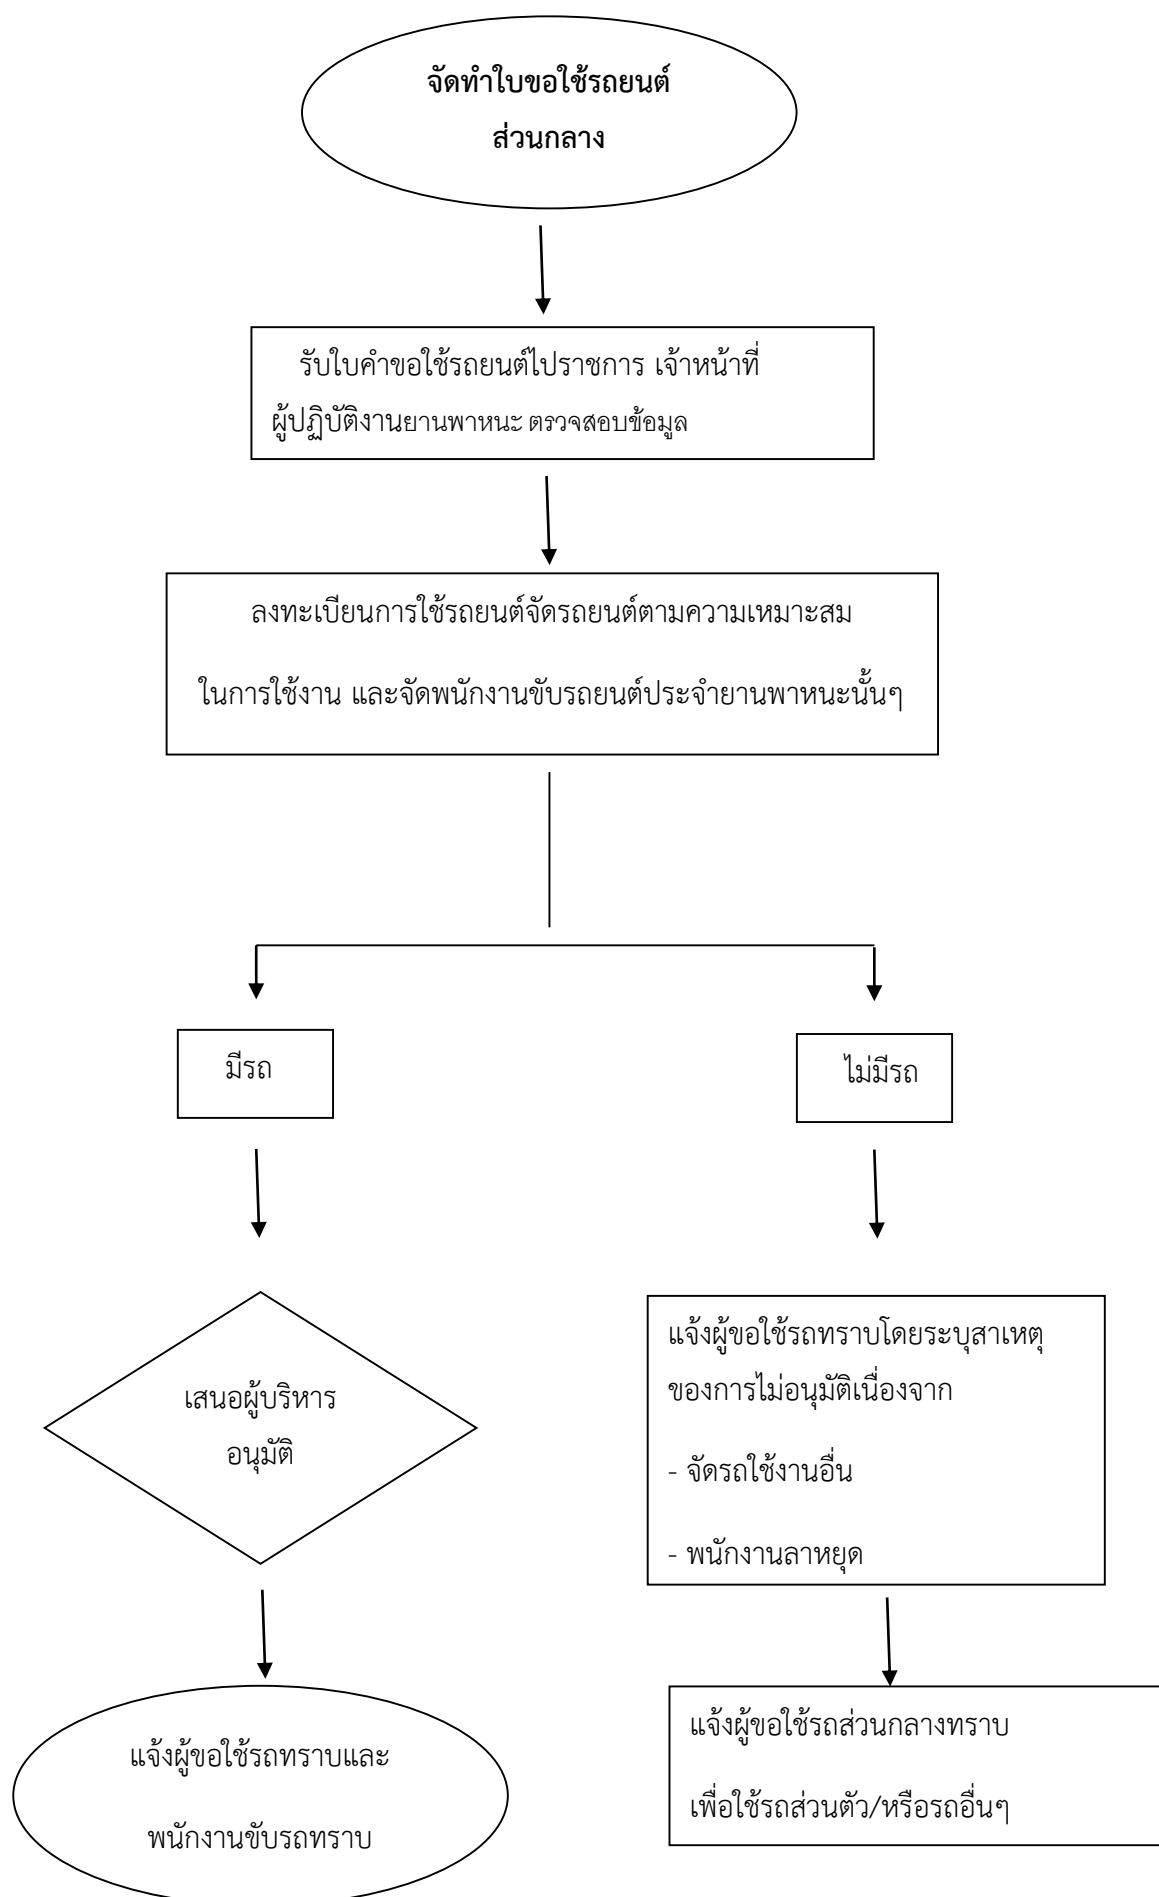 จัดทำใบขอใช้รถยนต์
ส่วนกลาง
รับใบคำขอใช้รถยนต์ไปราชการ เจ้าหน้าที่
ผู้ปฏิบัติงานยานพาหนะ ตรวจสอบข้อมูล
ลงทะเบียนการใช้รถยนต์จัดรถยนต์ตามความเหมาะสม
ในการใช้งาน และจัดพนักงานขับรถยนต์ประจำยานพาหนะนั้นๆ
มีรถ
ไม่มีรถ
เสนอผู้บริหาร
อนุมัติ
แจ้งผู้ขอใช้รถทราบโดยระบุสาเหตุ
ของการไม่อนุมัติเนื่องจาก
- จัดรถใช้งานอื่น
- พนักงานลาหยุด
แจ้งผู้ขอใช้รถทราบและ
พนักงานขับรถทราบ
แจ้งผู้ขอใช้รถส่วนกลางทราบ
เพื่อใช้รถส่วนตัว/หรือรถอื่นๆ